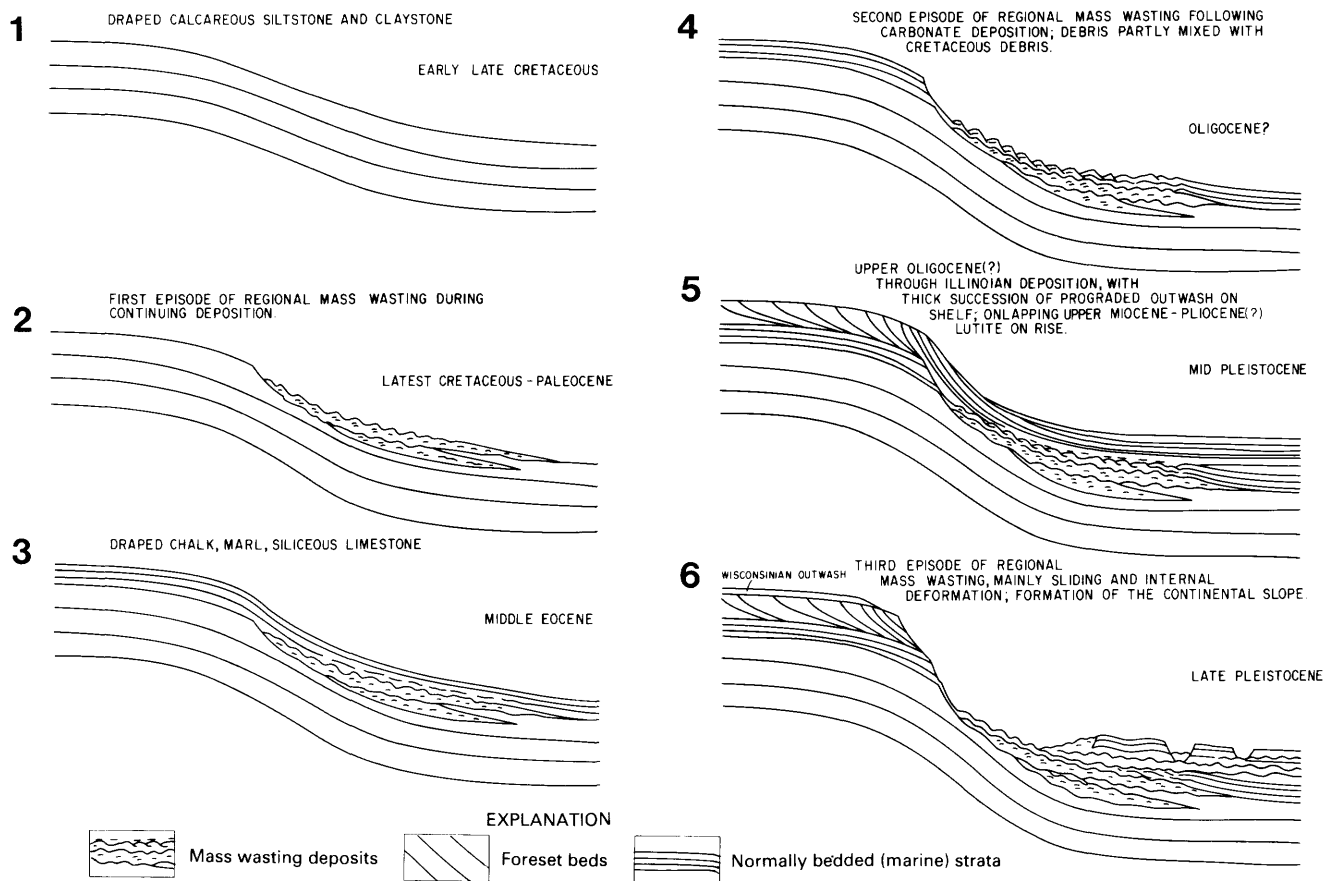 1
DRAPED CALCAREOUS SILTSTONE AND CLAYSTONE
EARLY LATE CRETACEOUS
2
FIRST EPISODE OF REGIONAL MASS WASTING DURING
CONTINUING DEPOSITION.
LATEST CRETACEOUS-PALEOCENE
3
DRAPED CHALK, MARL, SILICEOUS LIMESTONE
MIDDLE EOCENE
4
SECOND EPISODE OF REGIONAL MASS WASTING FOLLOWING
CARBONATE DEPOSITION; DEBRIS PARTLY MIXED WITH
CRETACEOUS DEBRIS.
OLIGOCENE?
5
UPPER OLIGOCENE(?)
THROUGH ILLINOIAN DEPOSITION, WITH
THICK SUCCESSION OF PROGRADED OUTWASH ON
SHELF; ONLAPPING UPPER MIOCENE-PLIOCENE(?)
LUTITE ON RISE.
MID PLEISTOCENE
6
WISCONSINIAN OUTWASH
THIRD EPISODE OF REGIONAL
MASS WASTING, MAINLY SLIDING AND INTERNAL
DEFORMATION; FORMATION OF THE CONTINENTAL SLOPE.
LATE PLEISTOCENE
EXPLANATION
Mass wasting deposits
Foreset beds
Normally bedded (marine) strata